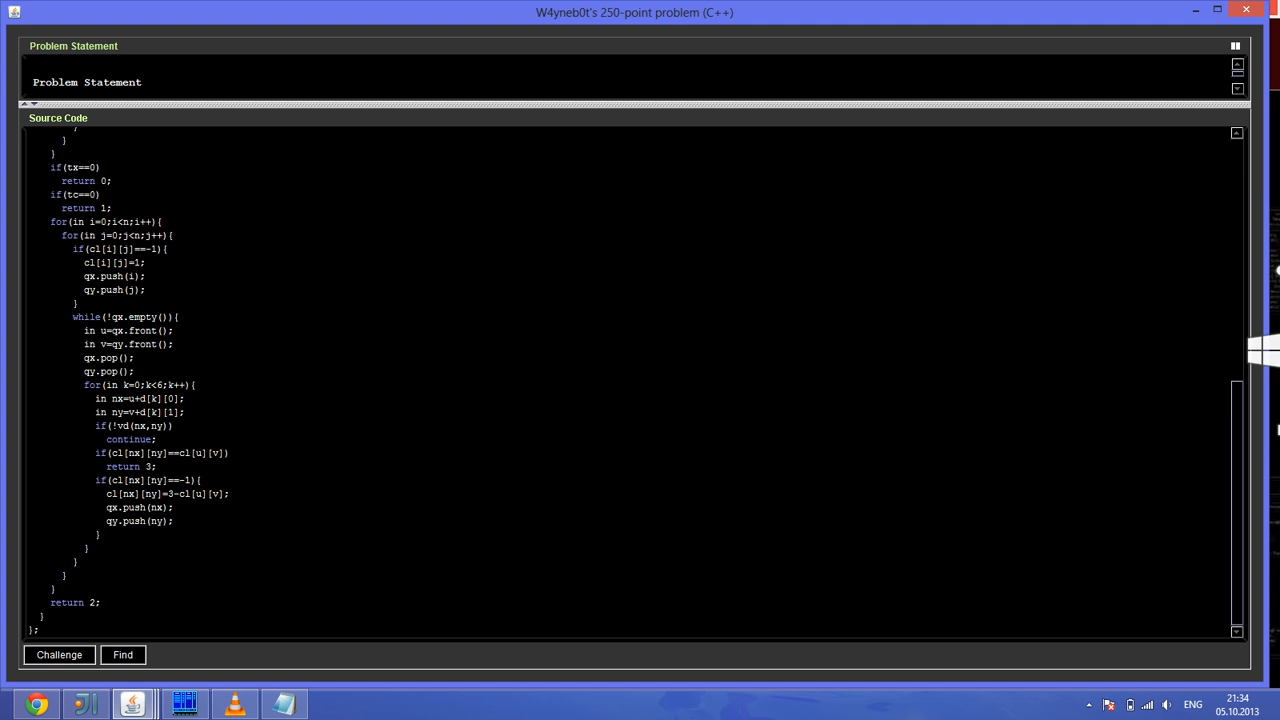 W4yneb0t's 250-point problem (C++)
Problem Statement
Problem Statement
Source Code
}
}
}
if(tx==0)
return 0;
if(tc==0)
return 1;
for(in i=0;i<n;i++){
for(in j=0;j<n;j++){
if(cl[i][j]==-1){
cl[i][j]=1;
qx.push(i);
qy.push(j);
}
while(!qx.empty()){
in u=qx.front();
in v=qy.front();
qx.pop();
qy.pop();
for(in k=0;k<6;k++){
in nx=u+d[k][0];
in ny=v+d[k][1];
if(!vd(nx,ny))
continue;
if(cl[nx][ny]==cl[u][v])
return 3;
if(cl[nx][ny]==-1){
cl[nx][ny]=3-cl[u][v];
qx.push(nx);
qy.push(ny);
}
}
}
}
}
return 2;
}
};
Challenge Find
ENG
21:34
05.10.2013